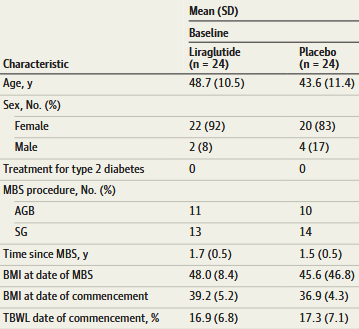 Mean (SD)
Baseline
Characteristic Liraglutide (n = 24) Placebo (n = 24)
Age, y 48.7 (10.5) 43.6 (11.4)
Sex, No. (%)
Female 22 (92) 20 (83)
Male 2 (8) 4 (17)
Treatment for type 2 diabetes 0 0
MBS procedure, No. (%)
AGB 11 10
SG 13 14
Time since MBS, y 1.7 (0.5) 1.5 (0.5)
BMI at date of MBS 48.0 (8.4) 45.6 (46.8)
BMI at date of commencement 39.2 (5.2) 36.9 (4.3)
TBWL date of commencement, % 16.9 (6.8) 17.3 (7.1)